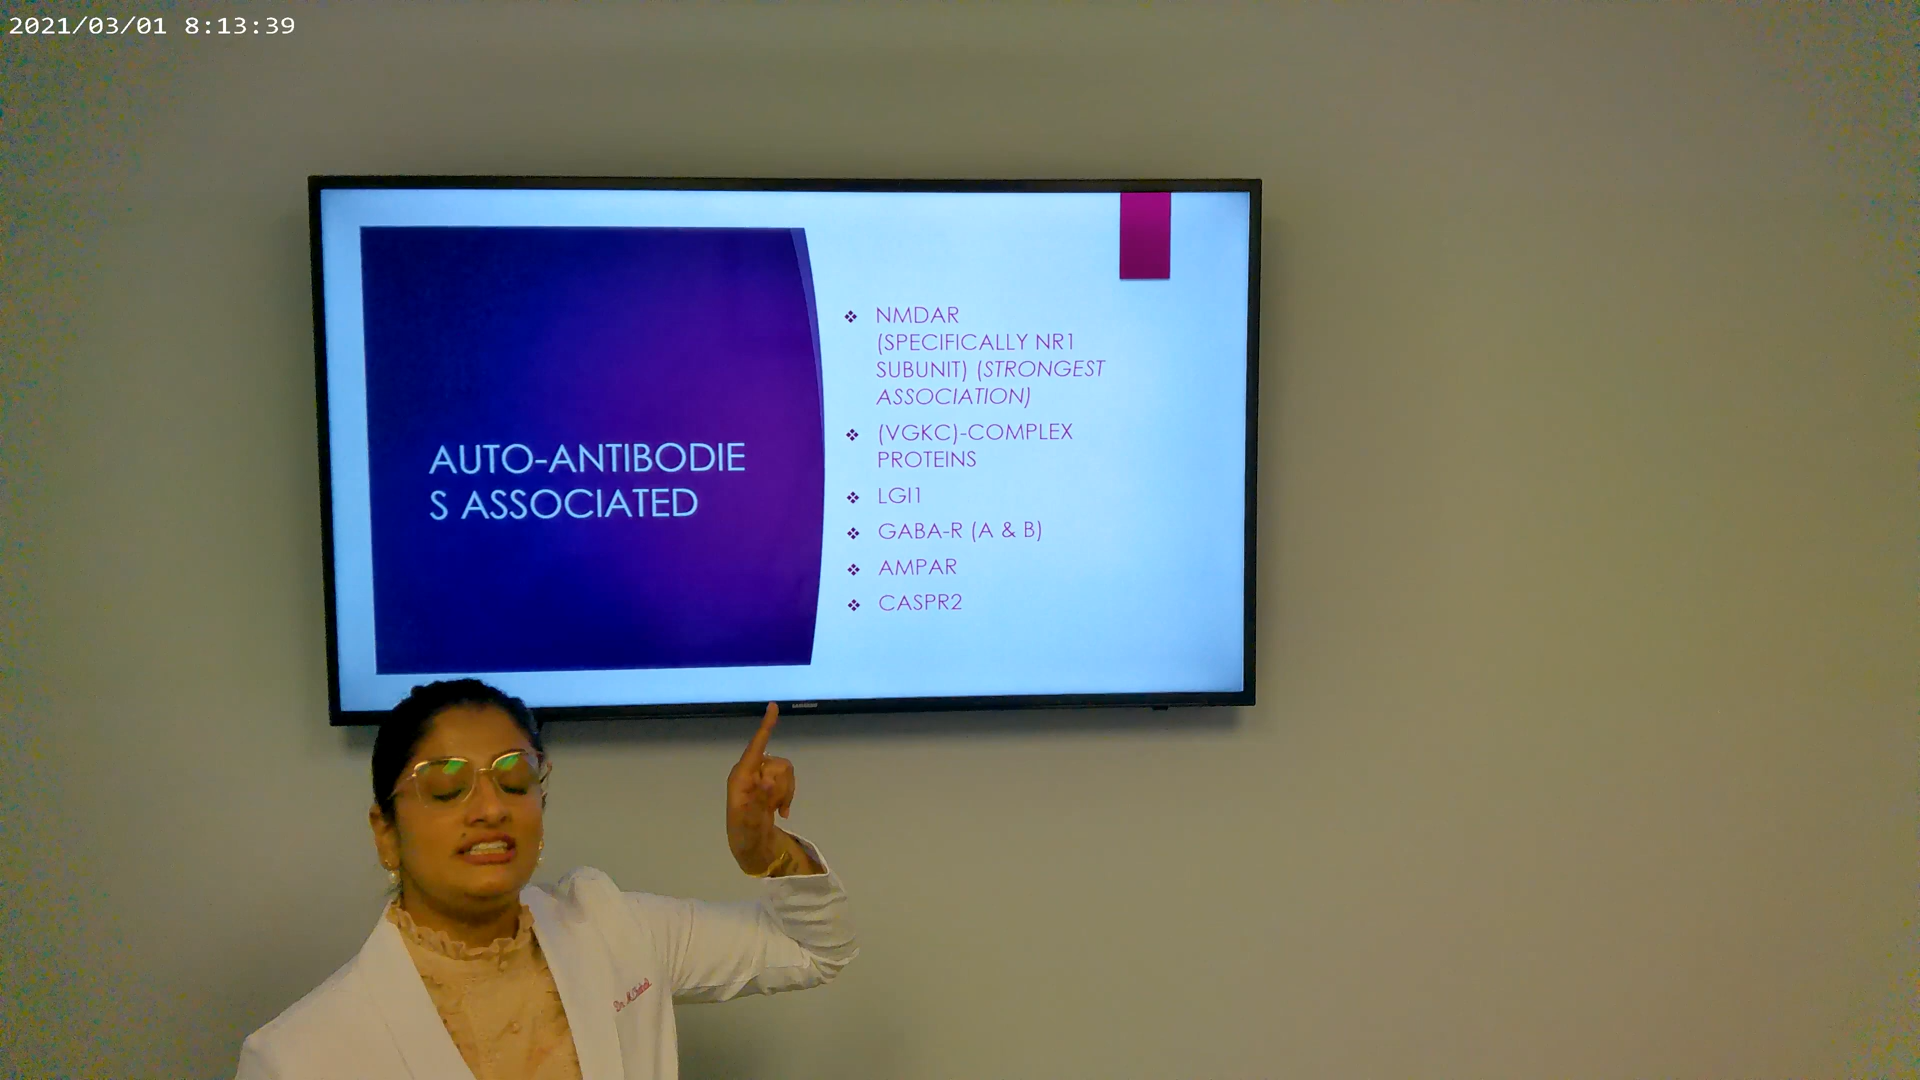 2021/03/01 8:13:39
AUTO-ANTIBODIE
S ASSOCIATED
NMDAR
(SPECIFICALLY NR1
SUBUNIT) (STRONGEST
ASSOCIATION)
(VGKC)-COMPLEX
PROTEINS
LGI1
GABA-R (A & B)
AMPAR
CASPR2
Dr. M.